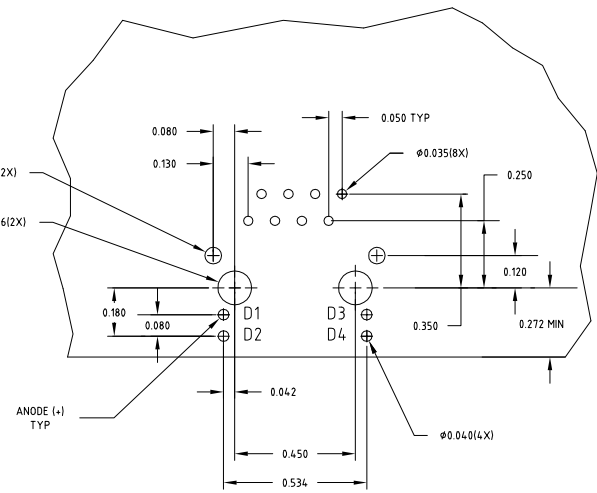 0.080
0.050 TYP
0.130
Ø0.035(8X)
2X)
0.250
6(2X)
0.120
0.180
D1
D3
0.080
D2
D4
0.350
0.272 MIN
0.042
ANODE (+)
TYP
Ø0.040(4X)
0.450
0.534